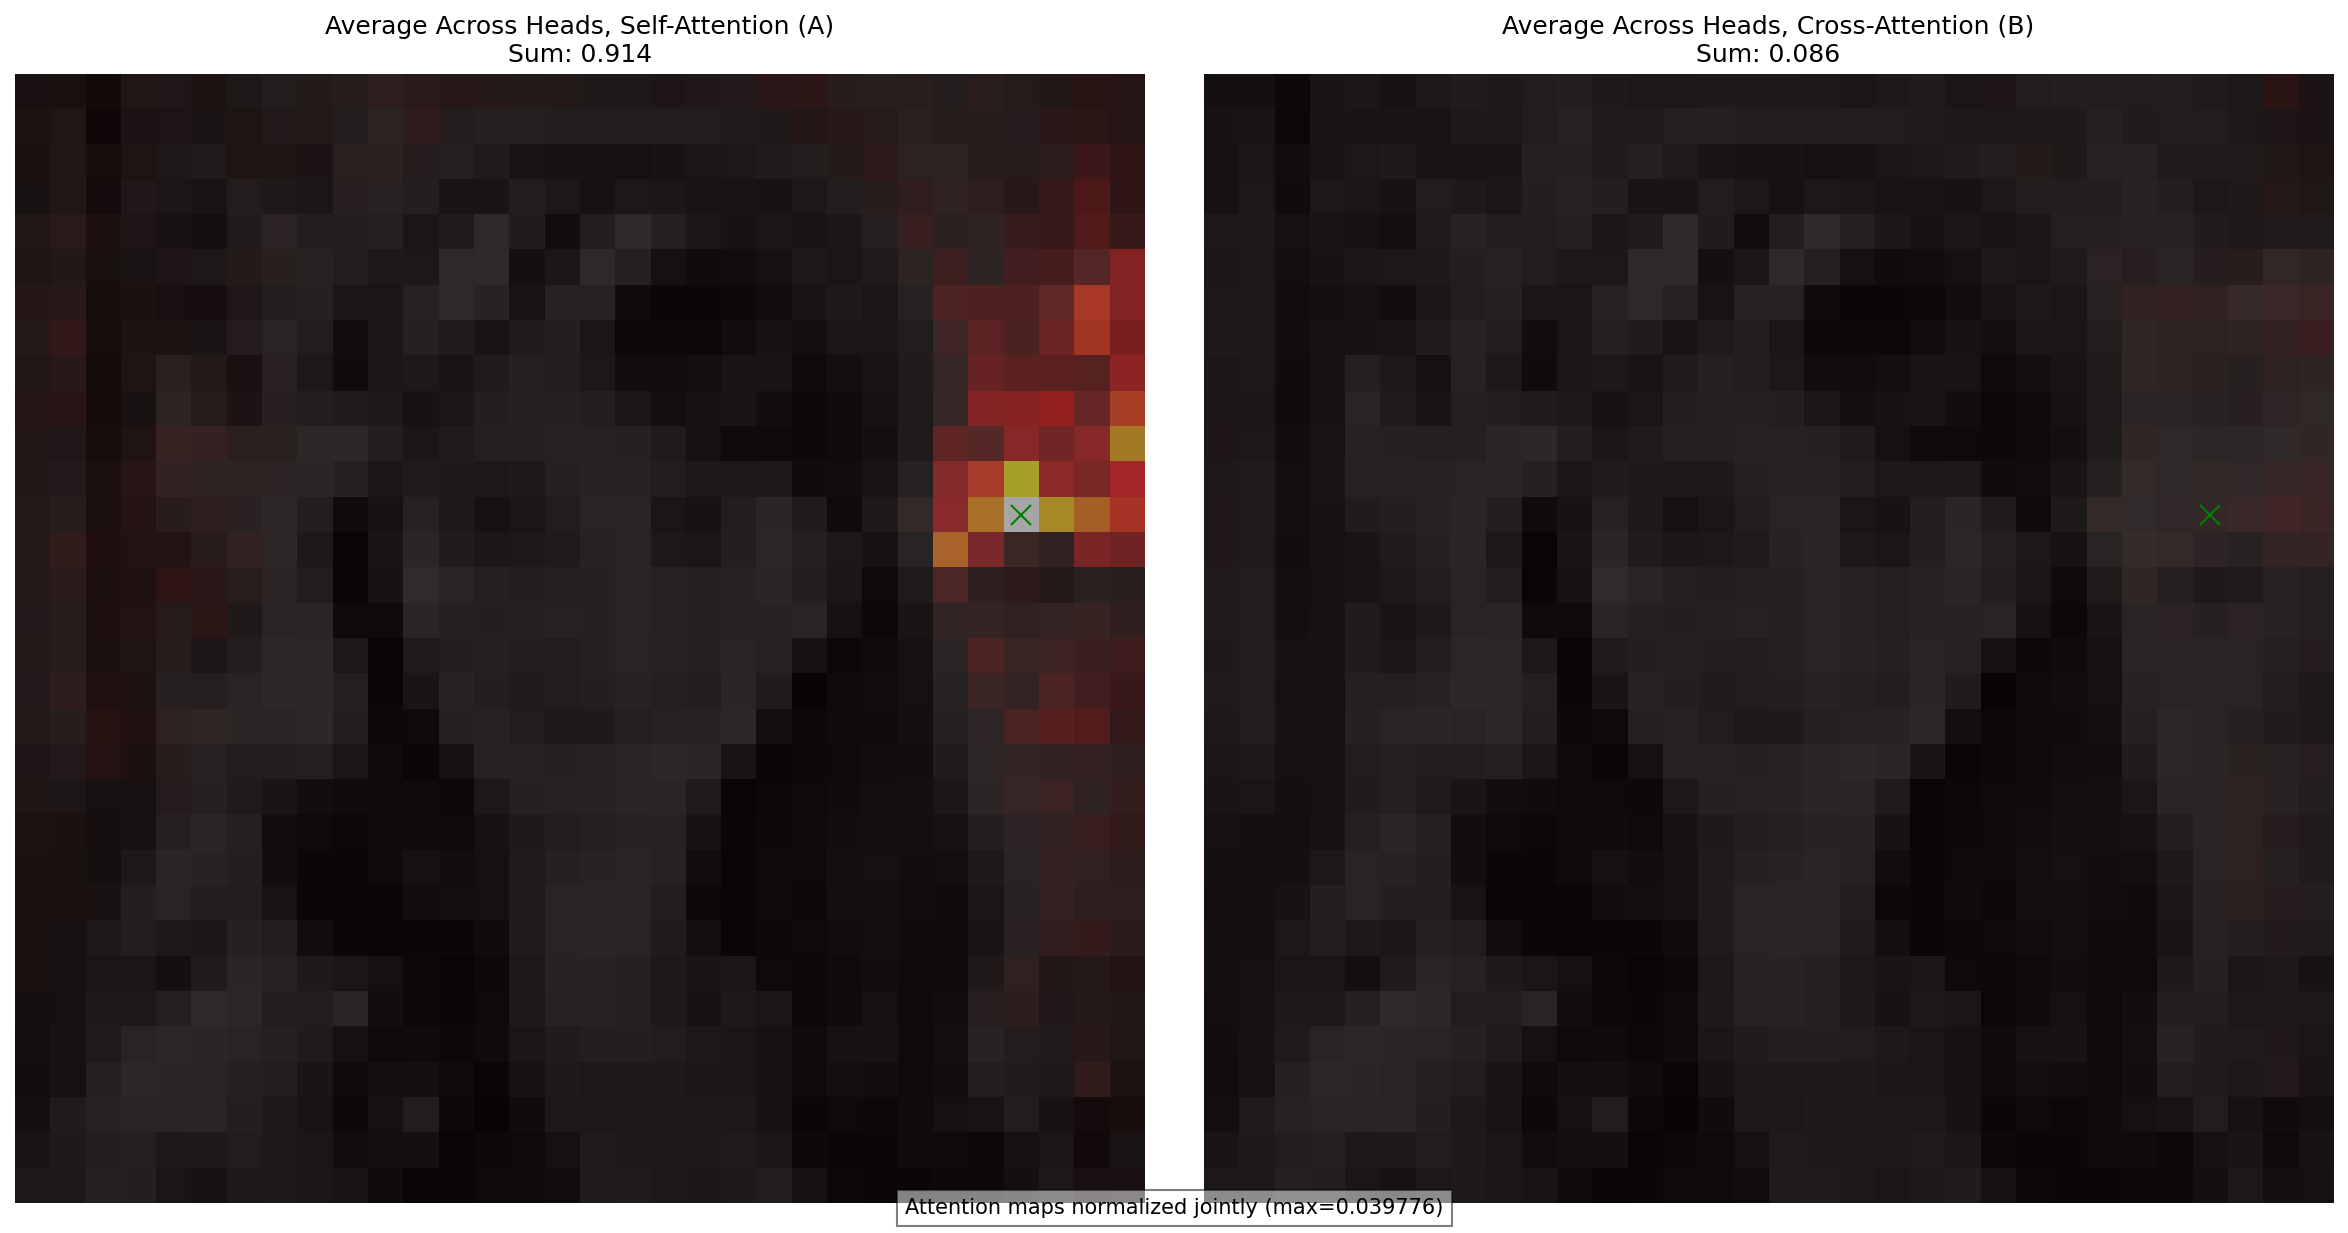 Average Across Heads, Self-Attention (A)
Sum: 0.914
Average Across Heads, Cross-Attention (B)
Sum: 0.086
Attention maps normalized jointly (max=0.039776)